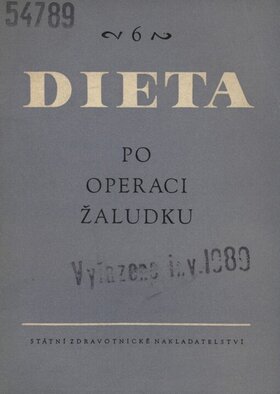 54789
6
DIETA
PO
OPERACI
ŽALUDKU
Vyřazeno inv. 1980
STÁTNÍ ZDRAVOTNICKÉ NAKLADATELSTVÍ